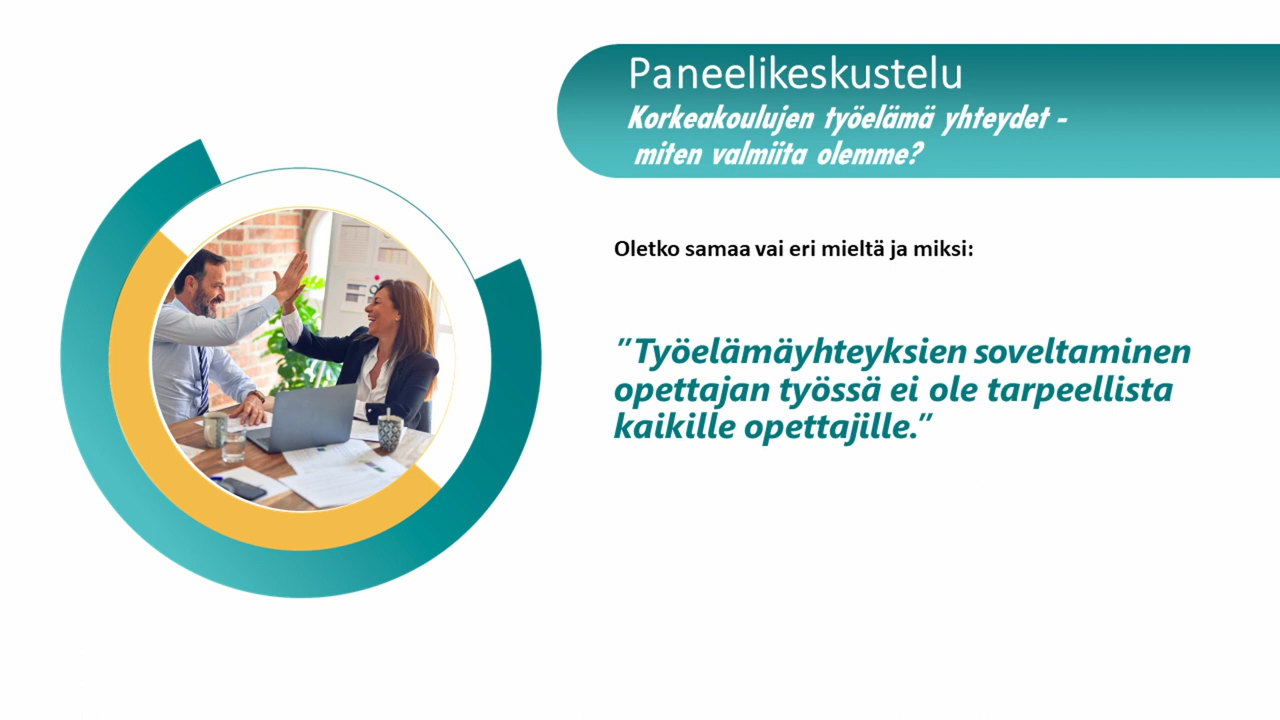 Paneelikeskustelu
Korkeakoulujen työelämä yhteydet -
miten valmiita olemme?
Oletko samaa vai eri mieltä ja miksi:
”Työelämäyhteyksien soveltaminen
opettajan työssä ei ole tarpeellista
kaikille opettajille.”